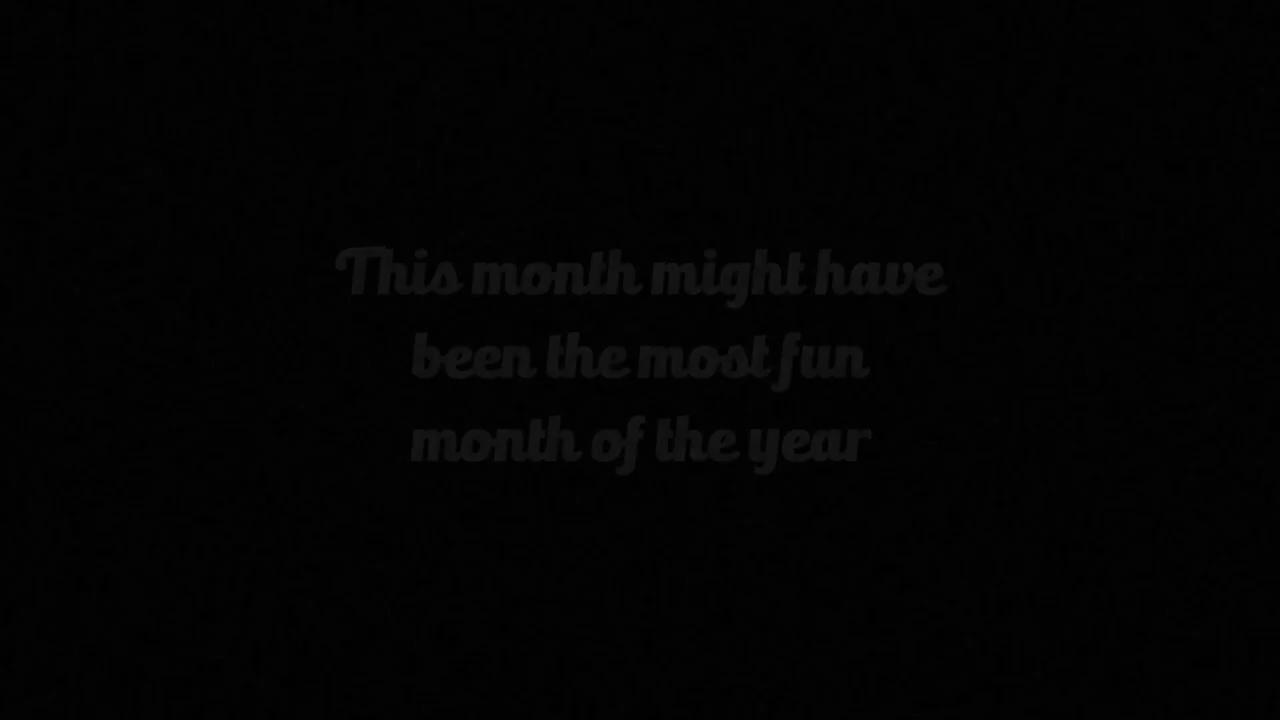 This month might have
been the most fun
month of the year